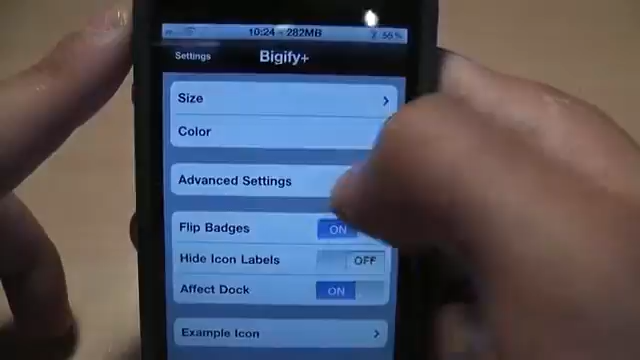 10:24 - 282MB
55%
Settings
Bigify+
Size
Color
Advanced Settings
Flip Badges ON
Hide Icon Labels OFF
Affect Dock ON
Example Icon